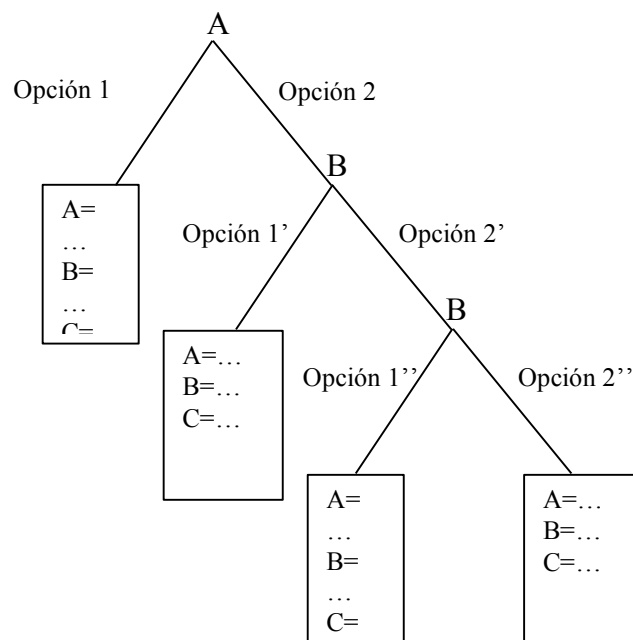 A
Opción 1
Opción 2
B
A=
…
B=
…
C=
Opción 1’
Opción 2’
B
A=…
B=…
C=…
Opción 1’’
Opción 2’’
A=
…
B=
…
C=
A=…
B=…
C=…